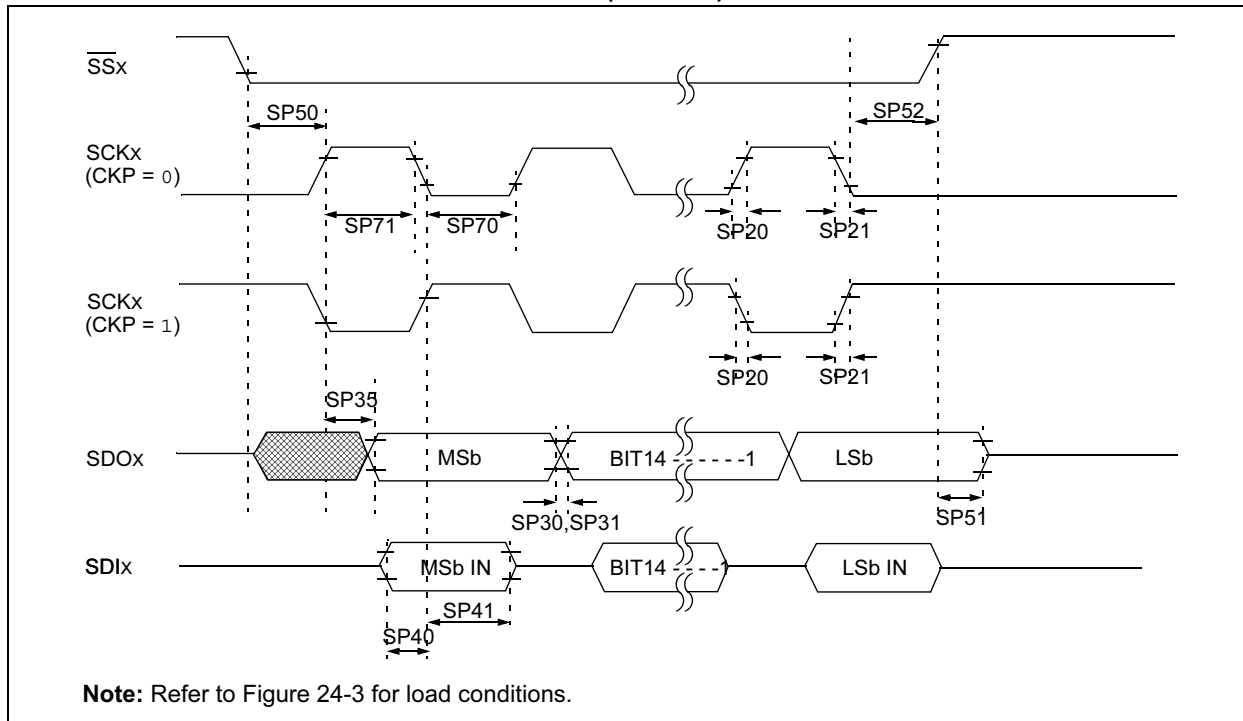 SSx
SP50
SP52
SCKx
(CKP = 0)
SP71
SP70
SP20
SP21
SCKx
(CKP = 1)
SP20
SP21
SP35
SDOx
MSb
BIT14 - - - - - -1
LSb
SP30,SP31
SP51
SDIx
MSb IN
BIT14 - - - - -1
LSb IN
SP41
SP40
Note: Refer to Figure 24-3 for load conditions.